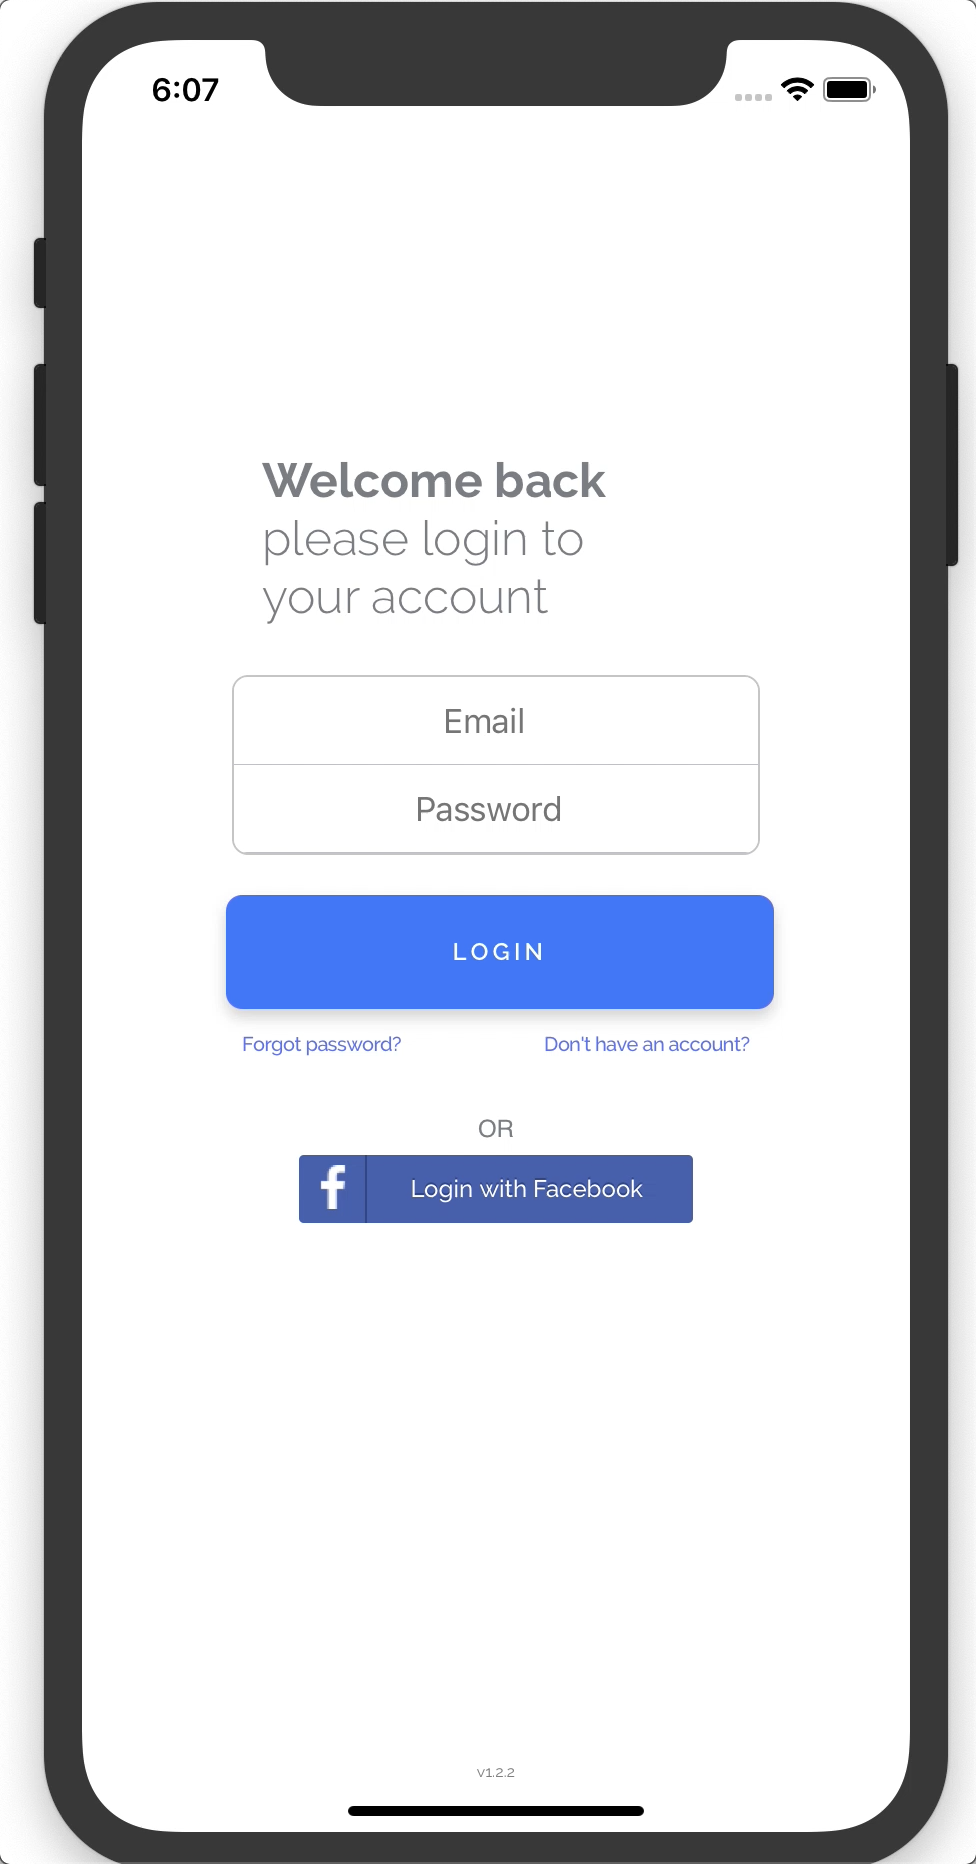 6:07
Welcome back
please login to
your account
Email
Password
LOGIN
Forgot password? Don't have an account?
OR
f Login with Facebook
v1.2.2